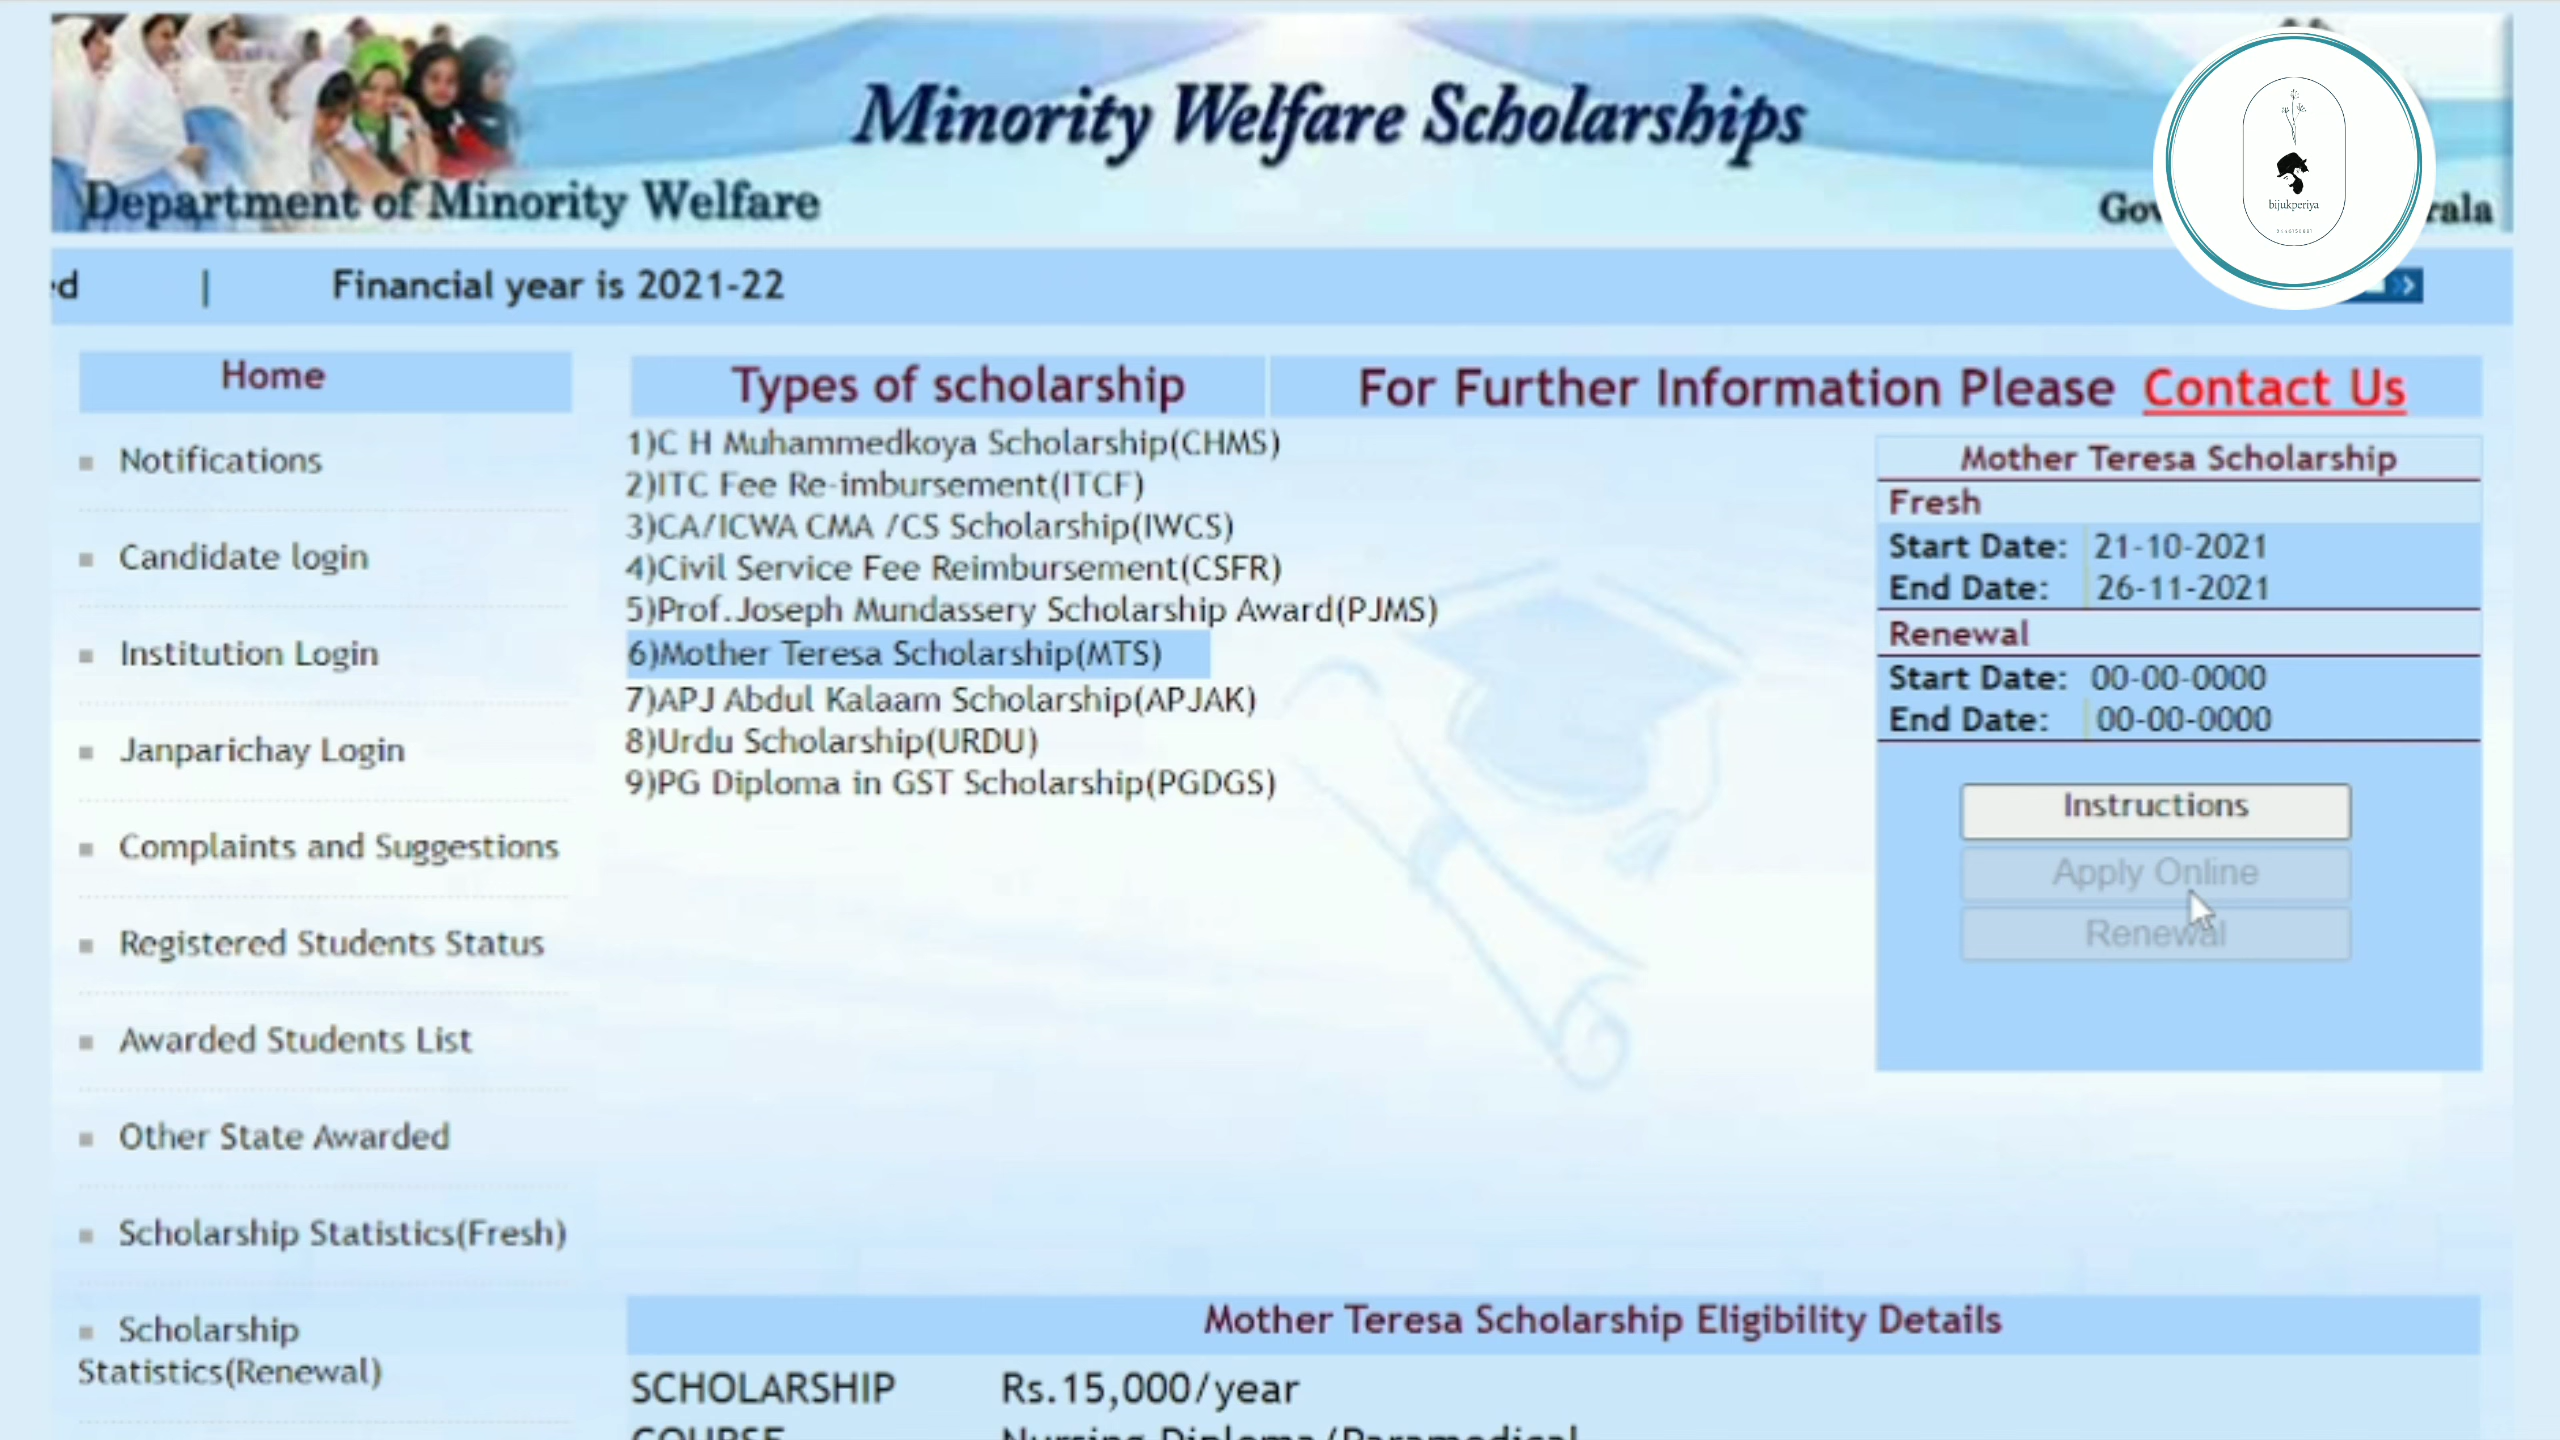 Minority Welfare Scholarships
Department of Minority Welfare
bijukperiya
Financial year is 2021-22
Home
Notifications
Candidate login
Institution Login
Janparichay Login
Complaints and Suggestions
Registered Students Status
Awarded Students List
Other State Awarded
Scholarship Statistics(Fresh)
Scholarship
Statistics(Renewal)
Types of scholarship
For Further Information Please Contact Us
1)C H Muhammedkoya Scholarship(CHMS)
2)ITC Fee Re-imbursement(ITCF)
3)CA/ICWA CMA /CS Scholarship(IWCS)
4)Civil Service Fee Reimbursement(CSFR)
5)Prof.Joseph Mundassery Scholarship Award(PJMS)
6)Mother Teresa Scholarship(MTS)
7)APJ Abdul Kalaam Scholarship(APJAK)
8)Urdu Scholarship(URDU)
9)PG Diploma in GST Scholarship(PGDGS)
Mother Teresa Scholarship
Fresh
Start Date: 21-10-2021
End Date: 26-11-2021
Renewal
Start Date: 00-00-0000
End Date: 00-00-0000
Instructions
Apply Online
Renewal
Mother Teresa Scholarship Eligibility Details
SCHOLARSHIP Rs.15,000/year
COURSE Nursing Diploma/Paramedical